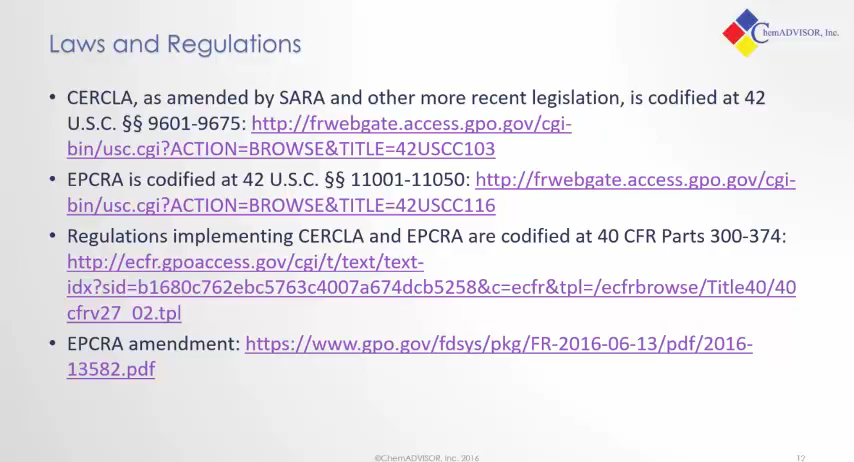 Laws and Regulations
ChemADVISOR, Inc.
• CERCLA, as amended by SARA and other more recent legislation, is codified at 42
U.S.C. §§ 9601-9675: http://frwebgate.access.gpo.gov/cgi-
bin/usc.cgi?ACTION=BROWSE&TITLE=42USCC103
• EPCRA is codified at 42 U.S.C. §§ 11001-11050: http://frwebgate.access.gpo.gov/cgi-
bin/usc.cgi?ACTION=BROWSE&TITLE=42USCC116
• Regulations implementing CERCLA and EPCRA are codified at 40 CFR Parts 300-374:
http://ecfr.gpoaccess.gov/cgi/t/text/text-
idx?sid=b1680c762ebc5763c4007a674dcb5258&c=ecfr&tpl=/ecfrbrowse/Title40/40
cfrv27_02.tpl
• EPCRA amendment: https://www.gpo.gov/fdsys/pkg/FR-2016-06-13/pdf/2016-
13582.pdf
©ChemADVISOR, Inc. 2016
12